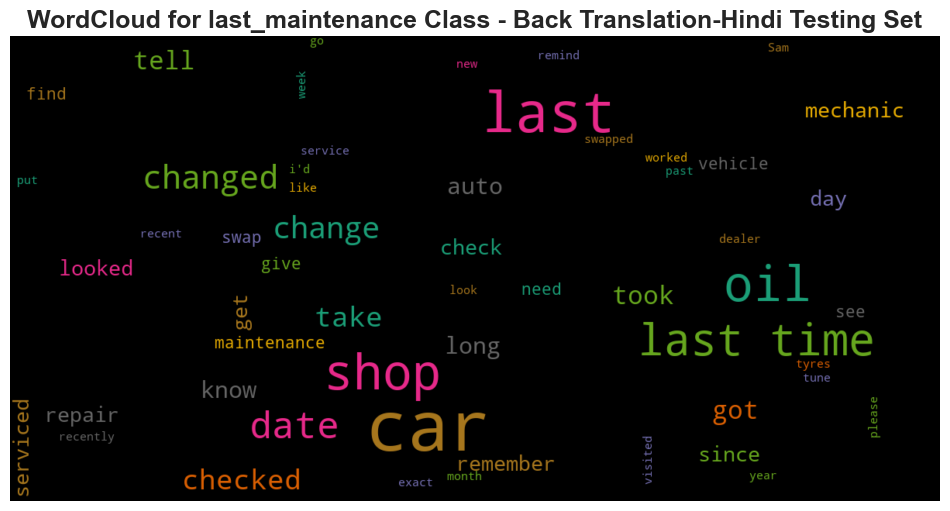 WordCloud for last_maintenance Class - Back Translation-Hindi Testing Set
go
Sam
tell
remind
new
week
find
last
mechanic
swapped
service
worked
vehicle
past
i'd
changed
put
like
auto
day
change
recent
swap
dealer
check
looked
give
oil
look
need
took
get
take
see
maintenance
long
last time
tyres
shop
tune
know
car
repair
date
got
please
recently
serviced
since
visited
remember
checked
month
year
exact